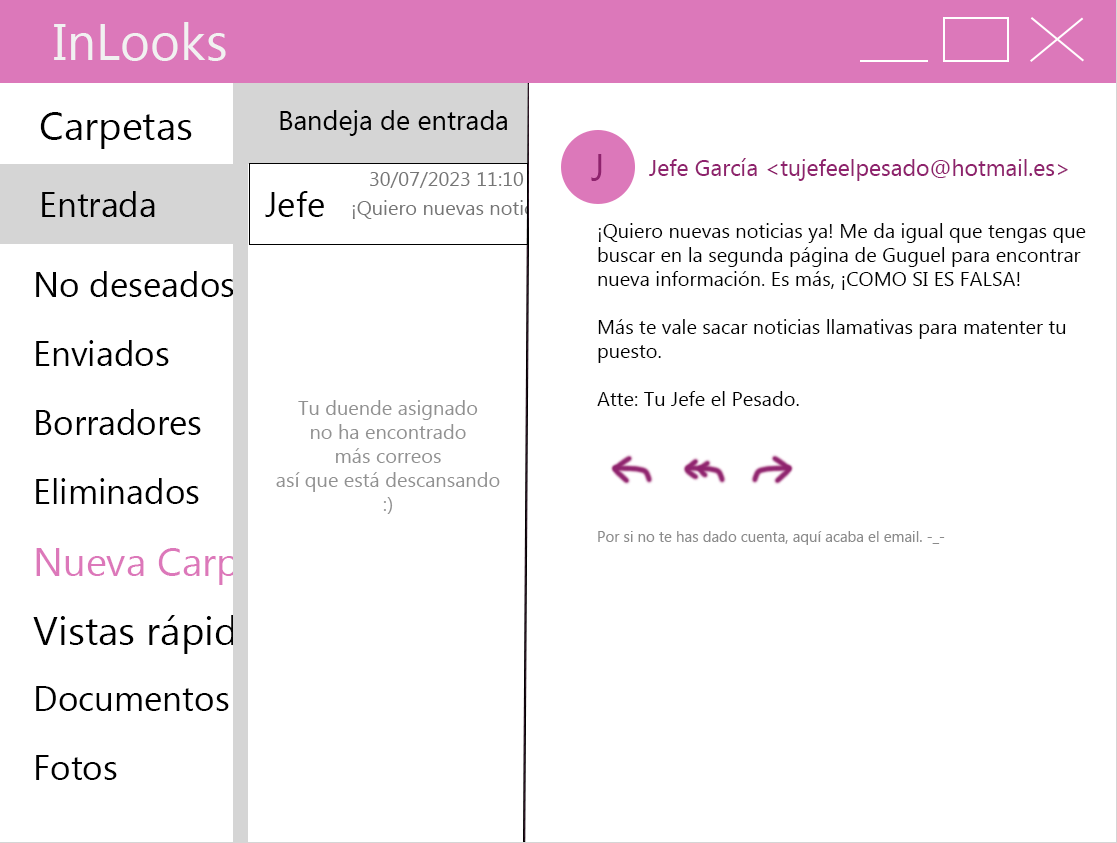 InLooks
Carpetas
Entrada
No deseados
Enviados
Borradores
Eliminados
Nueva Carp
Vistas rápid
Documentos
Fotos
Bandeja de entrada
30/07/2023 11:10
Jefe
¡Quiero nuevas notic
Tu duende asignado
no ha encontrado
más correos
así que está descansando
:)
J
Jefe García <tujefeelpesado@hotmail.es>
¡Quiero nuevas noticias ya! Me da igual que tengas que
buscar en la segunda página de Guguel para encontrar
nueva información. Es más, ¡COMO SI ES FALSA!
Más te vale sacar noticias llamativas para matenter tu
puesto.
Atte: Tu Jefe el Pesado.
Por si no te has dado cuenta, aquí acaba el email. -_-